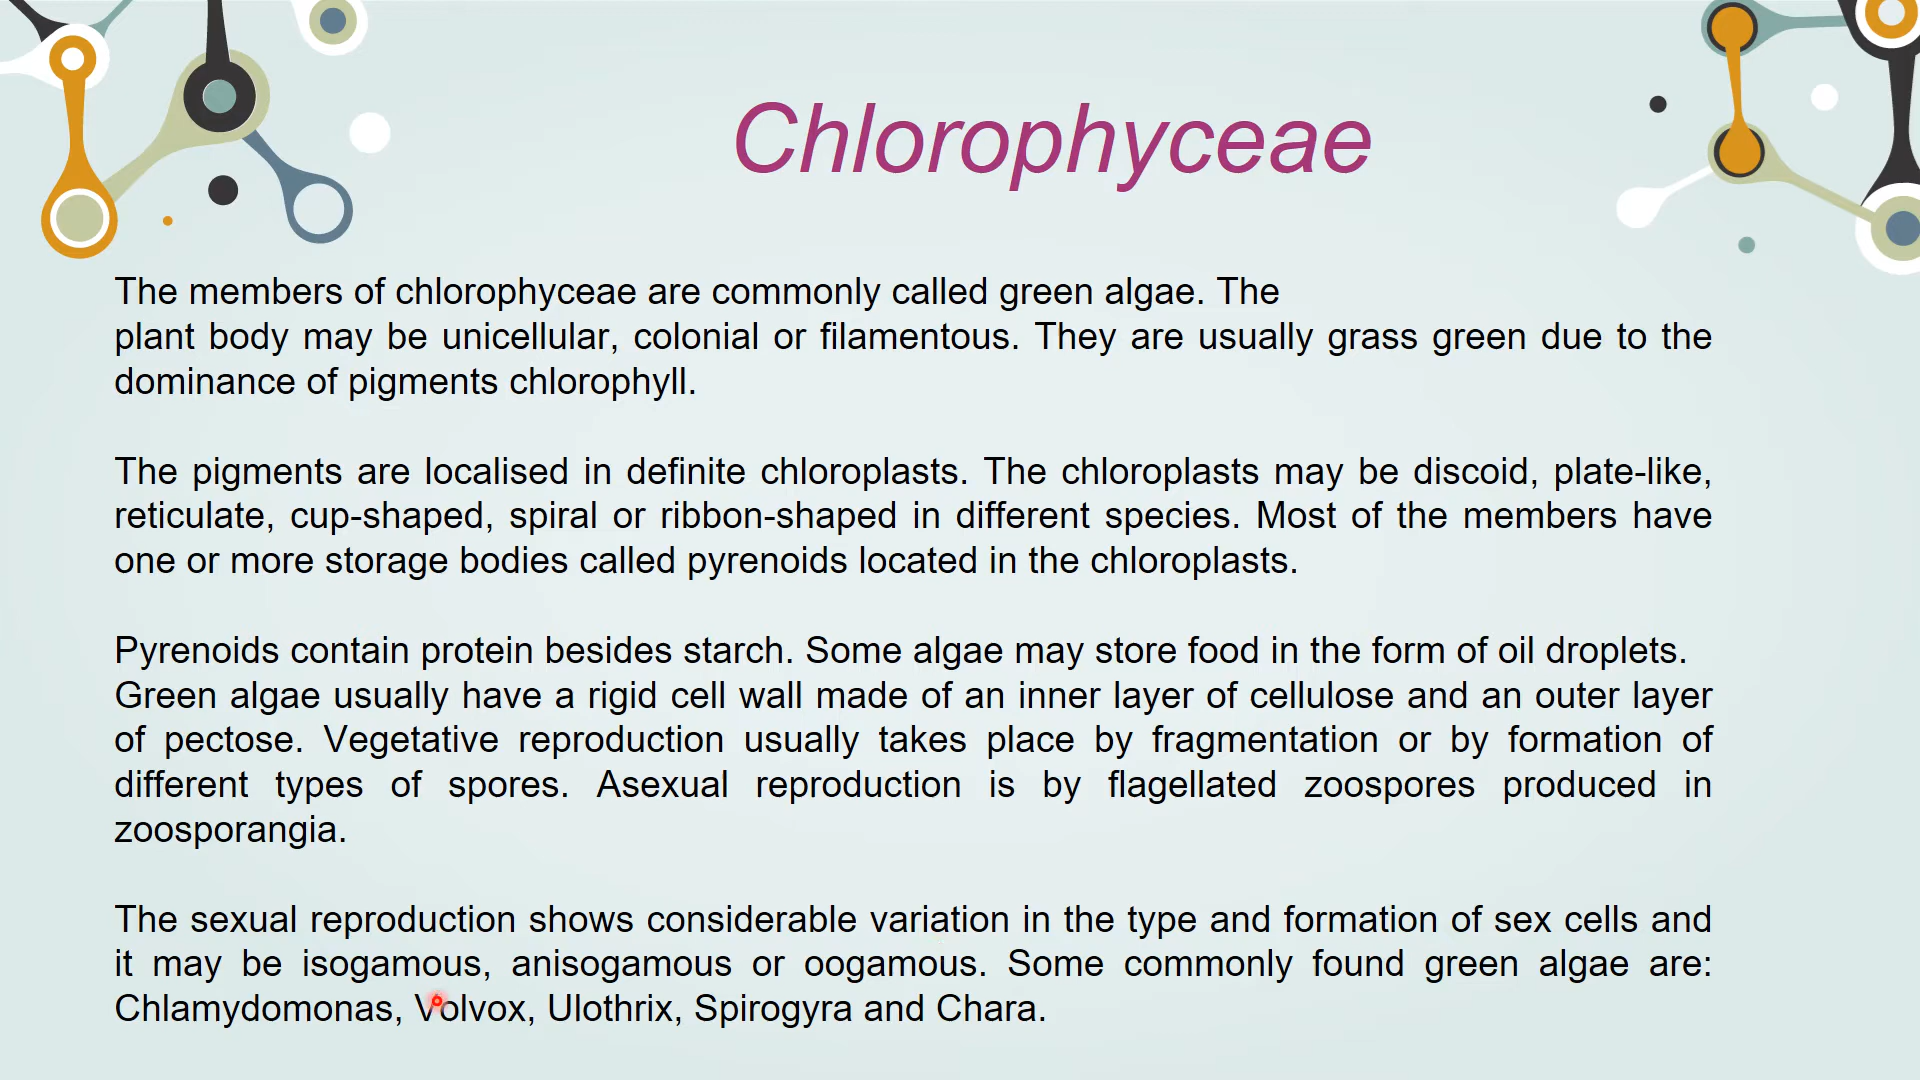 Chlorophyceae
The members of chlorophyceae are commonly called green algae. The
plant body may be unicellular, colonial or filamentous. They are usually grass green due to the
dominance of pigments chlorophyll.
The pigments are localised in definite chloroplasts. The chloroplasts may be discoid, plate-like,
reticulate, cup-shaped, spiral or ribbon-shaped in different species. Most of the members have
one or more storage bodies called pyrenoids located in the chloroplasts.
Pyrenoids contain protein besides starch. Some algae may store food in the form of oil droplets.
Green algae usually have a rigid cell wall made of an inner layer of cellulose and an outer layer
of pectose. Vegetative reproduction usually takes place by fragmentation or by formation of
different types of spores. Asexual reproduction is by flagellated zoospores produced in
zoosporangia.
The sexual reproduction shows considerable variation in the type and formation of sex cells and
it may be isogamous, anisogamous or oogamous. Some commonly found green algae are:
Chlamydomonas, Volvox, Ulothrix, Spirogyra and Chara.